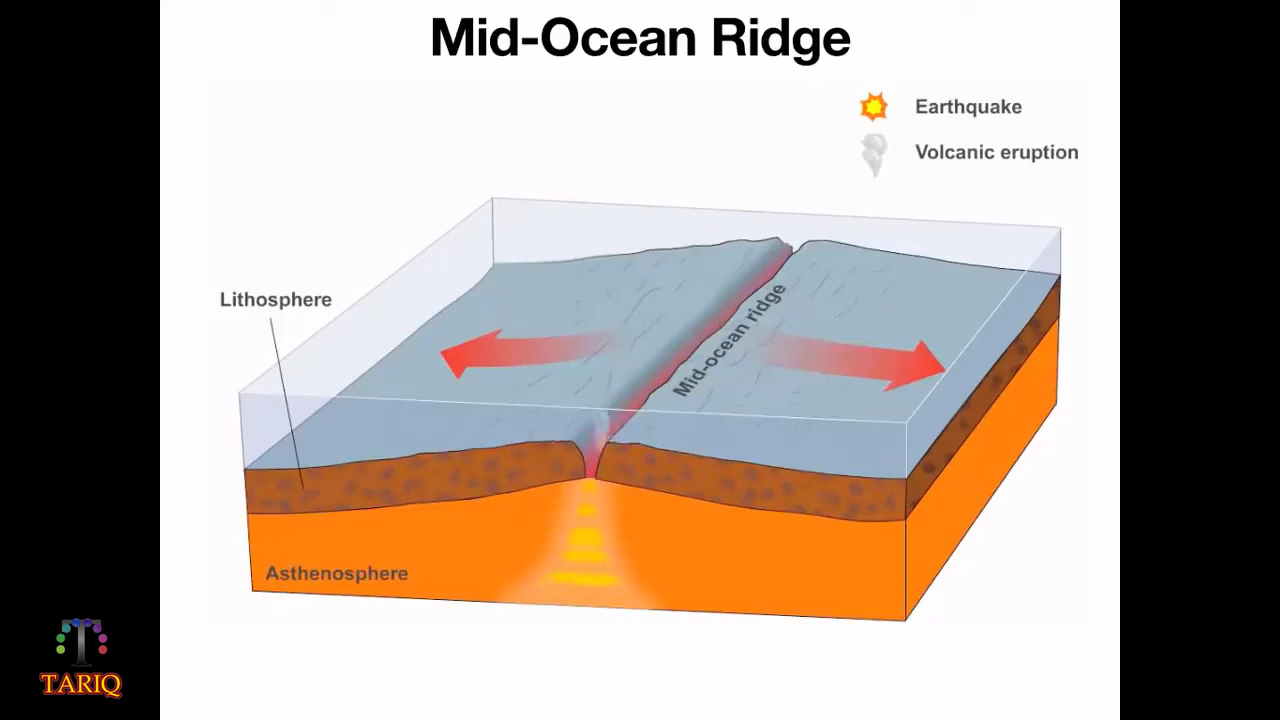 Mid-Ocean Ridge
Earthquake
Volcanic eruption
Lithosphere
Mid-ocean ridge
Asthenosphere
T
TARIQ